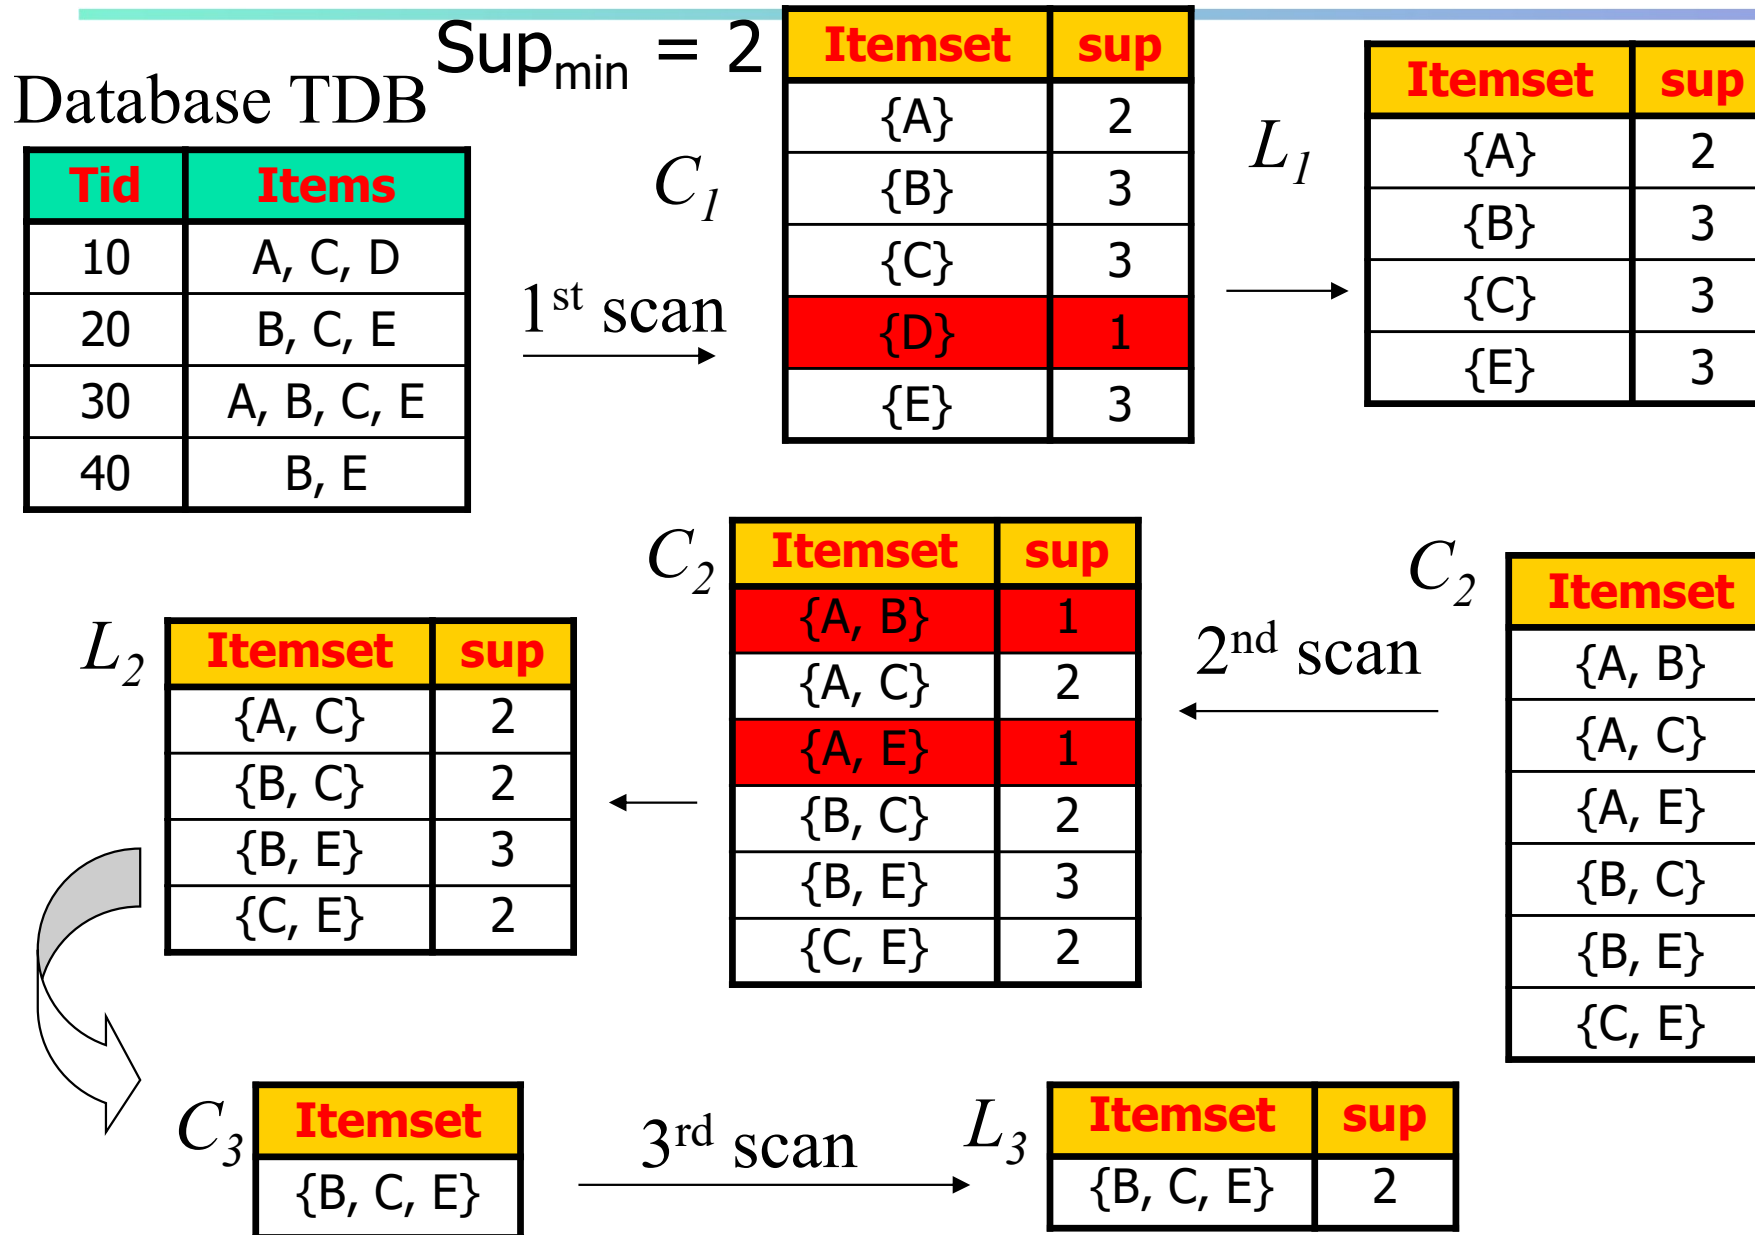 Sup_min = 2
Database TDB
Tid Items
10 A, C, D
20 B, C, E
30 A, B, C, E
40 B, E
1st scan
C1
Itemset sup
{A} 2
{B} 3
{C} 3
{D} 1
{E} 3
L1
Itemset sup
{A} 2
{B} 3
{C} 3
{E} 3
C2
Itemset
{A, B}
{A, C}
{A, E}
{B, C}
{B, E}
{C, E}
2nd scan
C2
Itemset sup
{A, B} 1
{A, C} 2
{A, E} 1
{B, C} 2
{B, E} 3
{C, E} 2
L2
Itemset sup
{A, C} 2
{B, C} 2
{B, E} 3
{C, E} 2
C3
Itemset
{B, C, E}
3rd scan
L3
Itemset sup
{B, C, E} 2